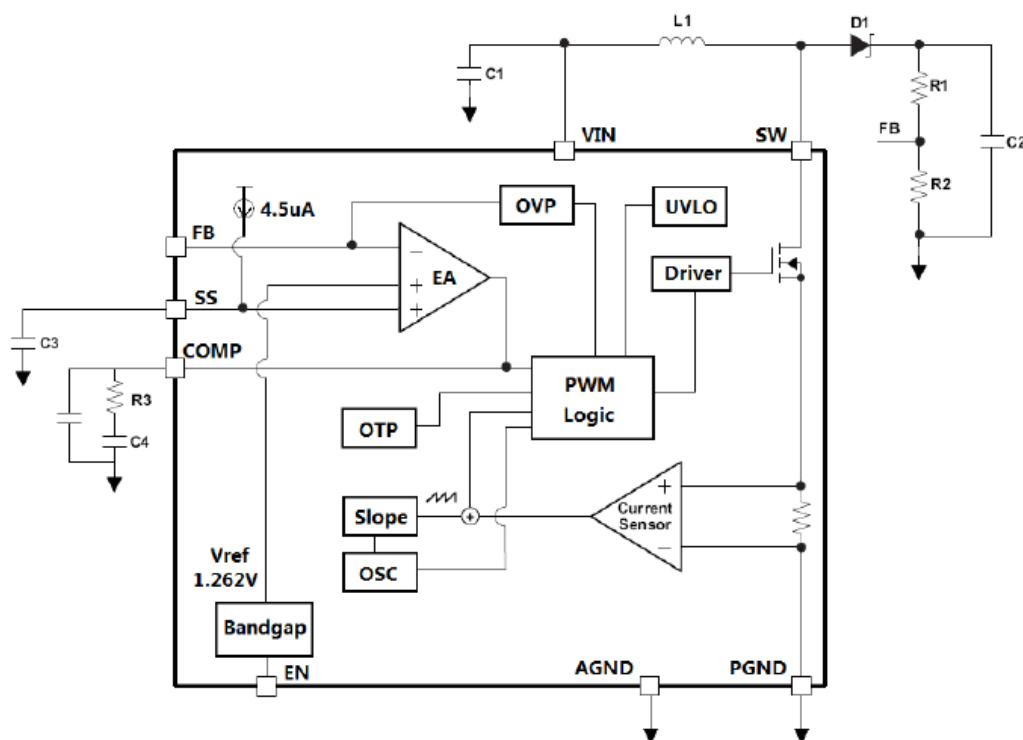 L1
D1
C1
R1
VIN
SW
FB
C2
4.5uA
OVP
UVLO
R2
FB
EA
Driver
SS
C3
COMP
PWM
Logic
R3
OTP
C4
Current
Sensor
Slope
Vref
1.262V
OSC
Bandgap
EN
AGND
PGND